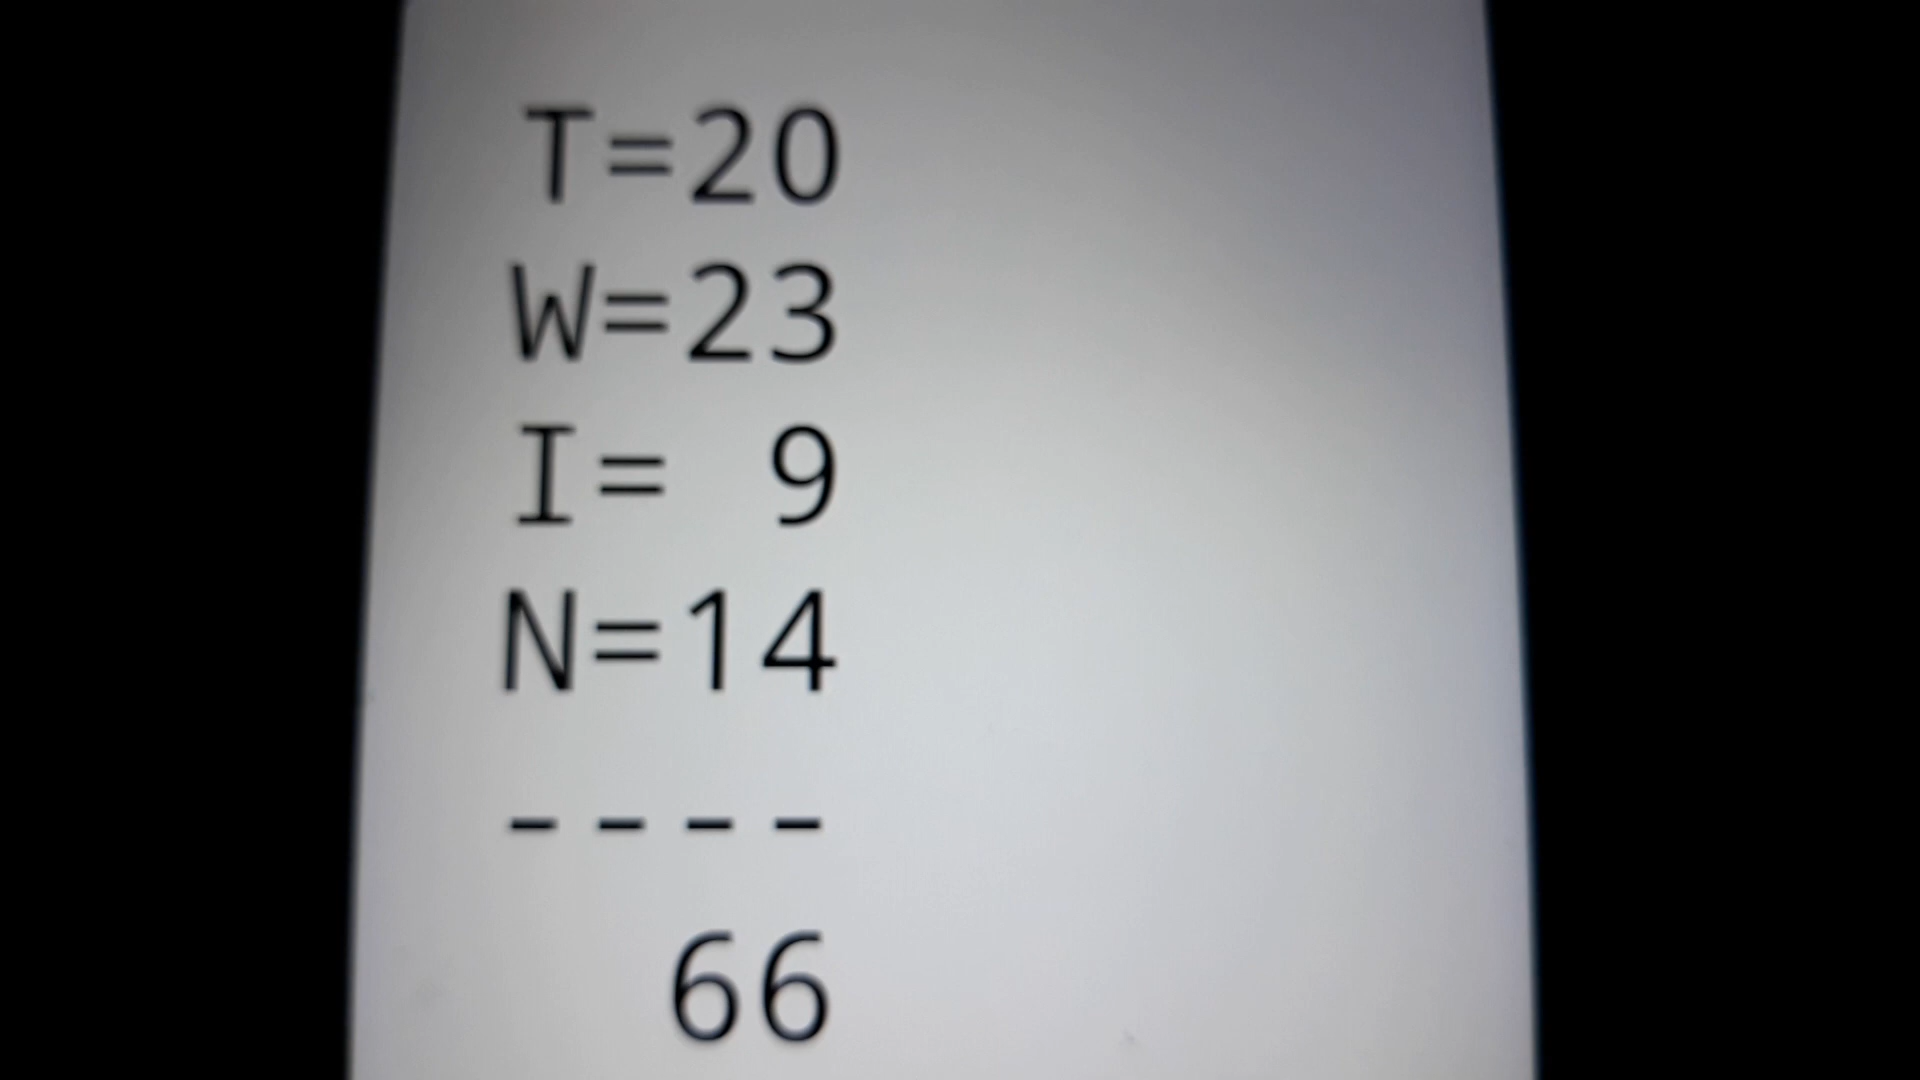 T=20
W=23
I= 9
N=14
----
66